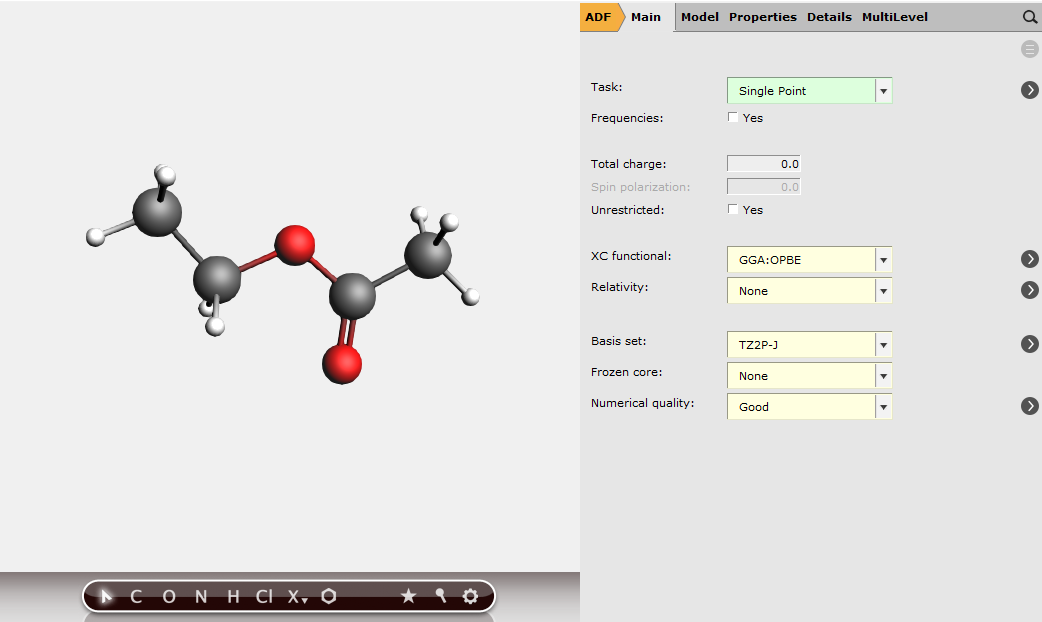 ADF Main Model Properties Details MultiLevel
Task: Single Point
Frequencies: Yes
Total charge: 0.0
Spin polarization: 0.0
Unrestricted: Yes
XC functional: GGA:OPBE
Relativity: None
Basis set: TZ2P-J
Frozen core: None
Numerical quality: Good
C O N H Cl X